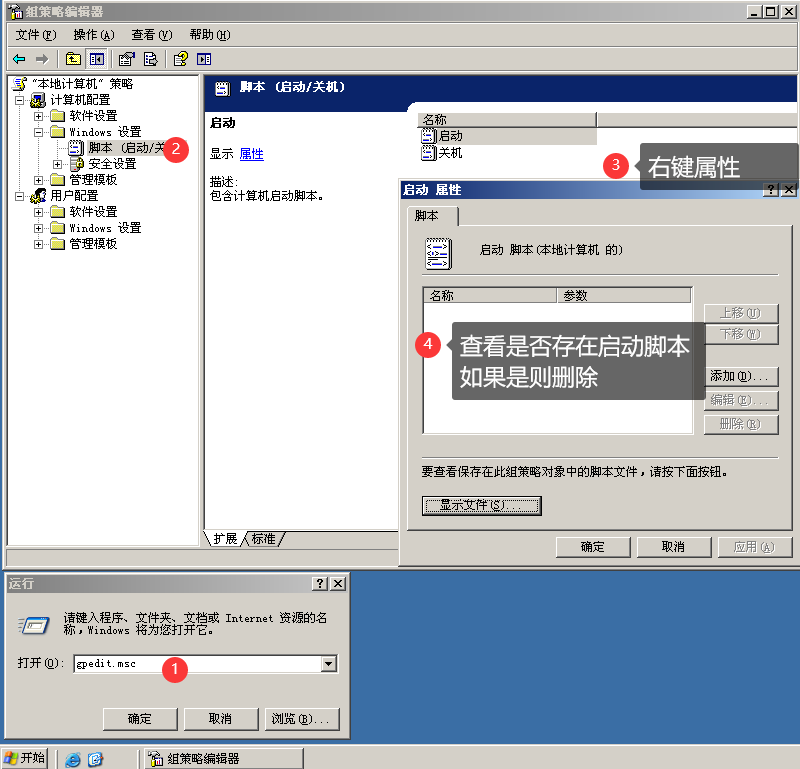 组策略编辑器
文件(F) 操作(A) 查看(V) 帮助(H)
“本地计算机” 策略
计算机配置
软件设置
Windows 设置
脚本 (启动/关
2
安全设置
管理模板
用户配置
软件设置
Windows 设置
管理模板
脚本 (启动/关机)
启动
显示 属性
描述:
包含计算机启动脚本。
名称
启动
关机
3
右键属性
启动 属性
脚本
启动 脚本(本地计算机 的)
名称
参数
4
查看是否存在启动脚本
如果是则删除
上移(U)
下移(W)
添加(D)...
编辑(E)...
删除(R)
要查看保存在此组策略对象中的脚本文件,请按下面按钮。
显示文件(S)...
确定
取消
应用(A)
扩展 标准
运行
请键入程序、文件夹、文档或 Internet 资源的名
称,Windows 将为您打开它。
打开(O): gpedit.msc
1
确定
取消
浏览(B)...
开始
组策略编辑器